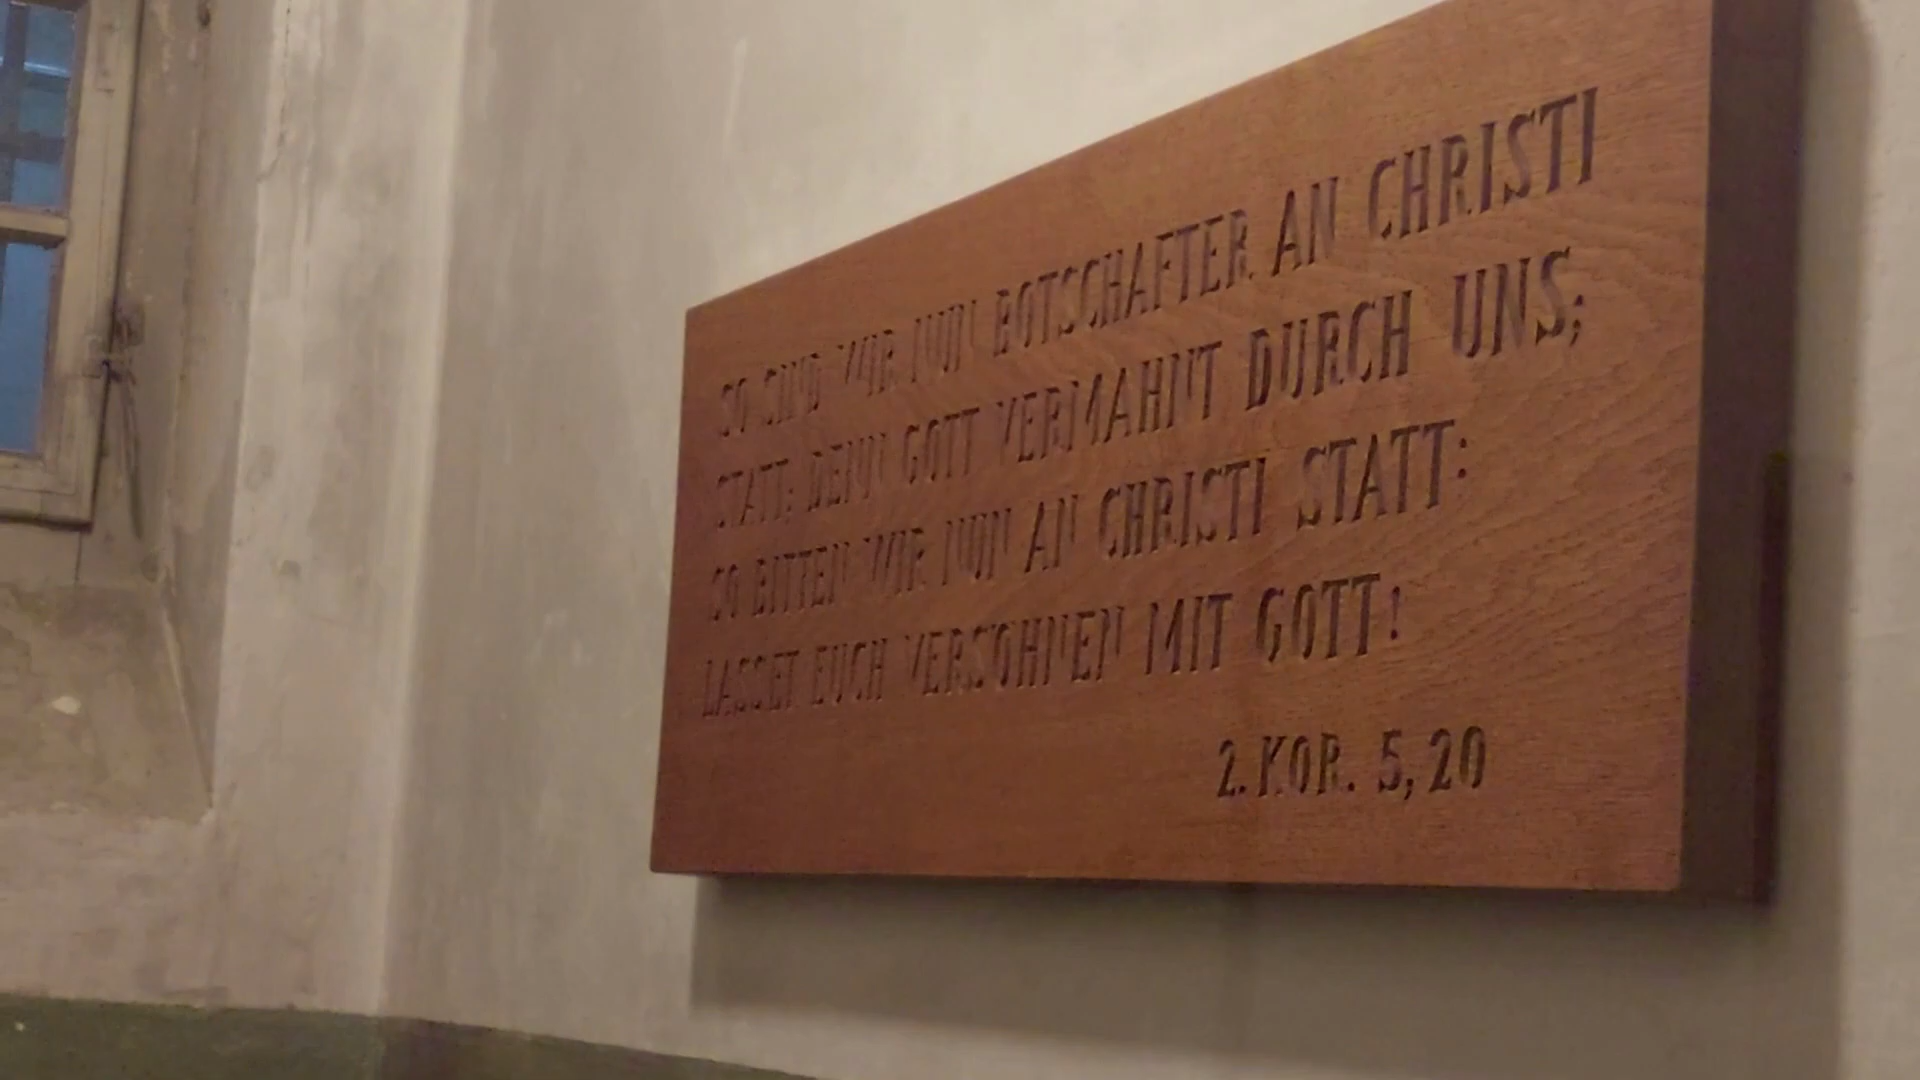 SO SIND WIR NUN BOTSCHAFTER AN CHRISTI
STATT; DENN GOTT VERMAHNT DURCH UNS;
SO BITTEN WIR NUN AN CHRISTI STATT:
LASSET EUCH VERSÖHNEN MIT GOTT!
2. KOR. 5, 20